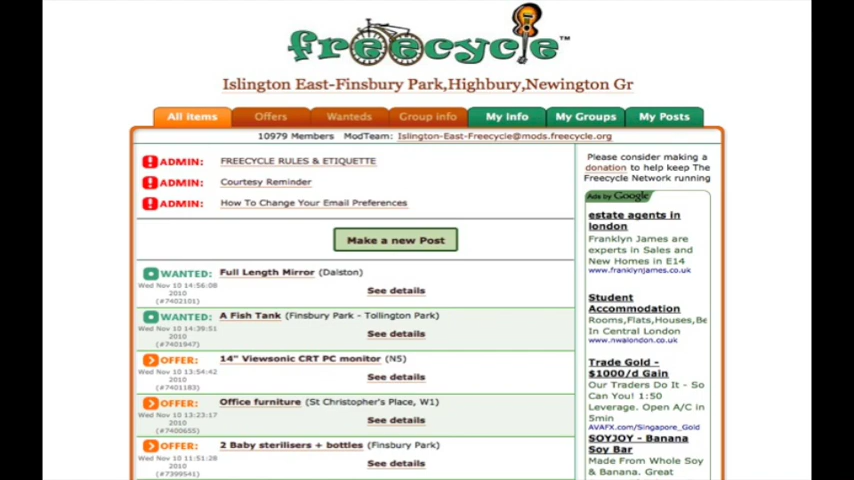 freecycle™
Islington East-Finsbury Park,Highbury,Newington Gr
All Items Offers Wanteds Group info My Info My Groups My Posts
10979 Members ModTeam: Islington-East-Freecycle@mods.freecycle.org
ADMIN: FREECYCLE RULES & ETIQUETTE
ADMIN: Courtesy Reminder
ADMIN: How To Change Your Email Preferences
Make a new Post
WANTED: Full Length Mirror (Dalston)
Wed Nov 10 14:56:08
2010
(#7402101)
See details
WANTED: A Fish Tank (Finsbury Park - Tollington Park)
Wed Nov 10 14:39:51
2010
(#7401947)
See details
OFFER: 14" Viewsonic CRT PC monitor (N5)
Wed Nov 10 13:54:42
2010
(#7401183)
See details
OFFER: Office furniture (St Christopher's Place, W1)
Wed Nov 10 13:23:17
2010
(#7400655)
See details
OFFER: 2 Baby sterilisers + bottles (Finsbury Park)
Wed Nov 10 11:51:28
2010
(#7399541)
See details
Please consider making a
donation to help keep The
Freecycle Network running
Ads by Google
estate agents in
london
Franklyn James are
experts in Sales and
New Homes in E14
www.franklynjames.co.uk
Student
Accommodation
Rooms,Flats,Houses,Be
In Central London
www.nwalondon.co.uk
Trade Gold -
$1000/d Gain
Our Traders Do It - So
Can You! 1:50
Leverage. Open A/C in
5min
AVAFX.com/Singapore_Gold
SOYJOY - Banana
Soy Bar
Made From Whole Soy
& Banana. Great